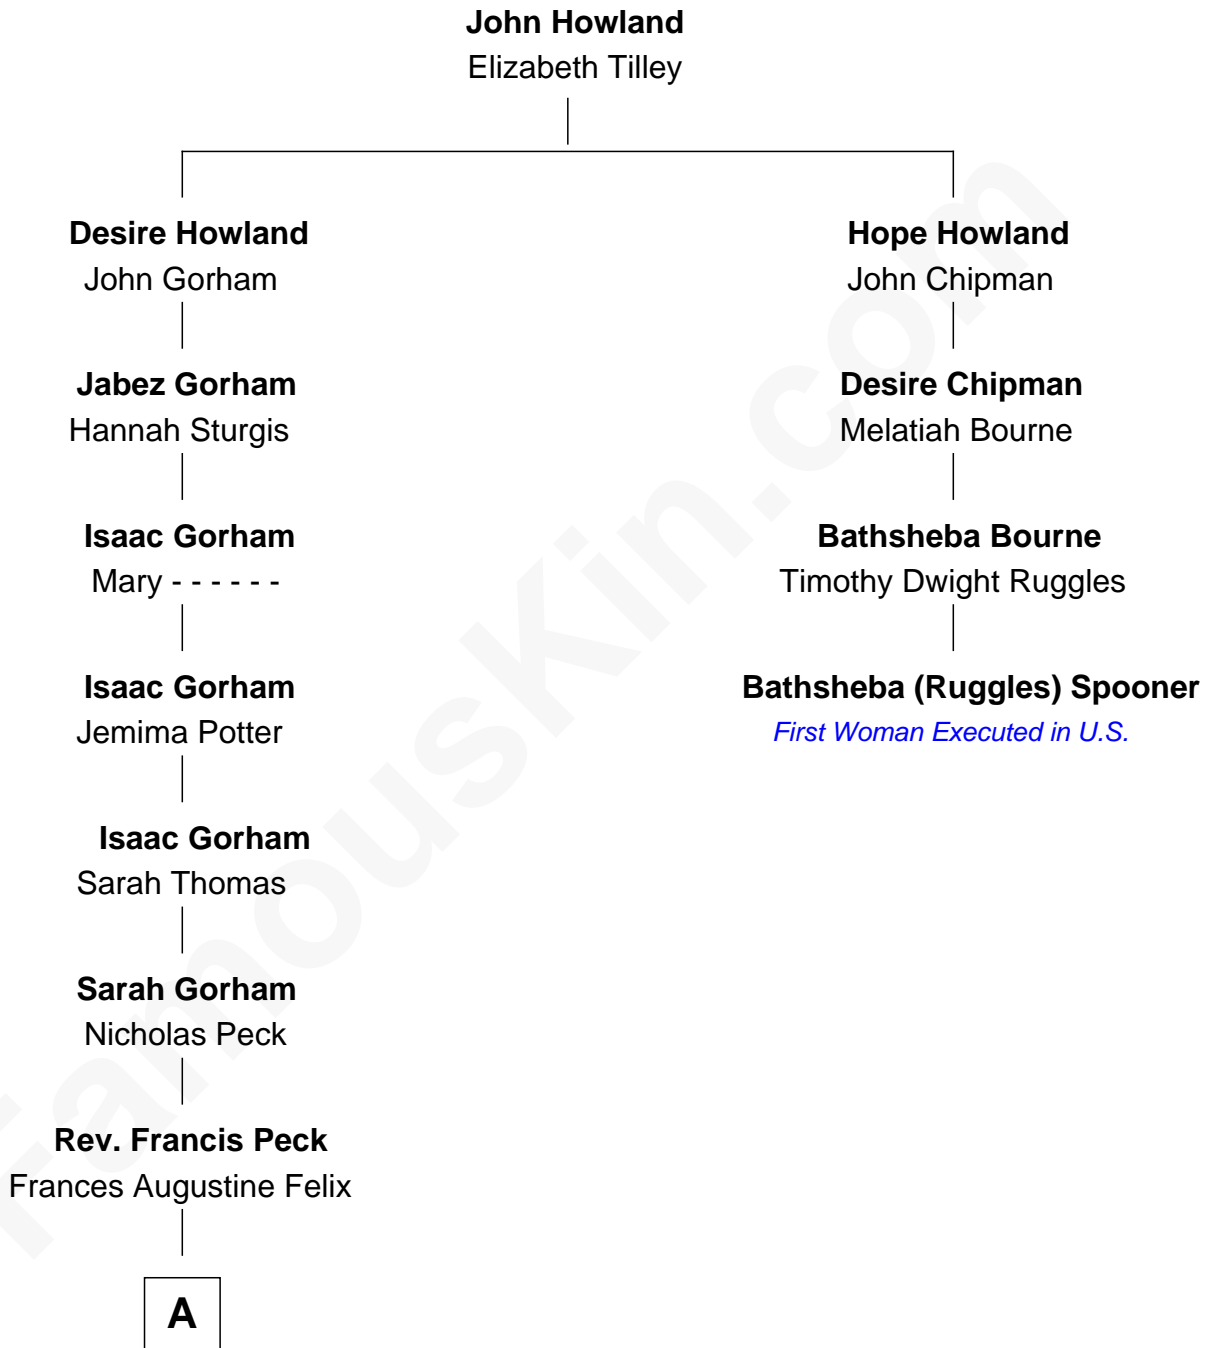 John Howland
Elizabeth Tilley
Desire Howland
John Gorham
Hope Howland
John Chipman
Jabez Gorham
Hannah Sturgis
Desire Chipman
Melatiah Bourne
Isaac Gorham
Mary - - - - - -
Bathsheba Bourne
Timothy Dwight Ruggles
Isaac Gorham
Jemima Potter
Bathsheba (Ruggles) Spooner
First Woman Executed in U.S.
Isaac Gorham
Sarah Thomas
Sarah Gorham
Nicholas Peck
Rev. Francis Peck
Frances Augustine Felix
A
FamousKin.com